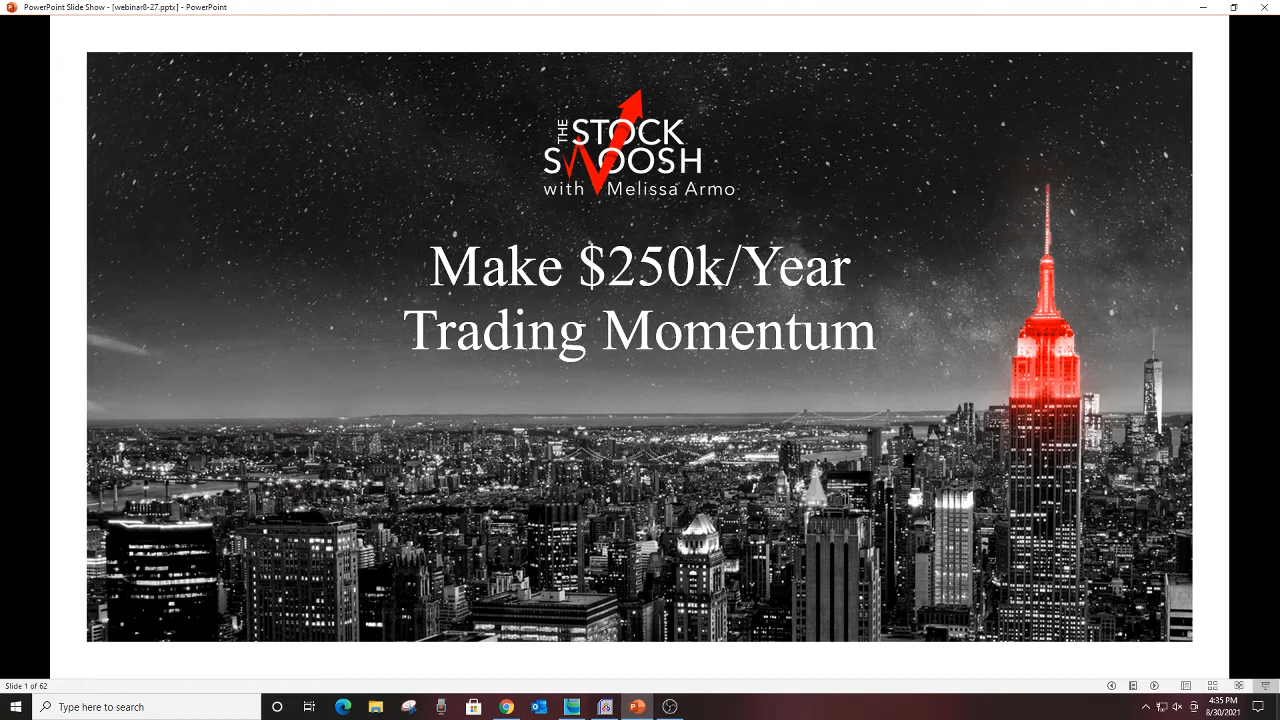 PowerPoint Slide Show - [webinar8-27.pptx] - PowerPoint
THE STOCK
SWOOSH
with Melissa Armo
Make $250k/Year
Trading Momentum
Slide 1 of 62
Type here to search
4:35 PM
8/30/2021